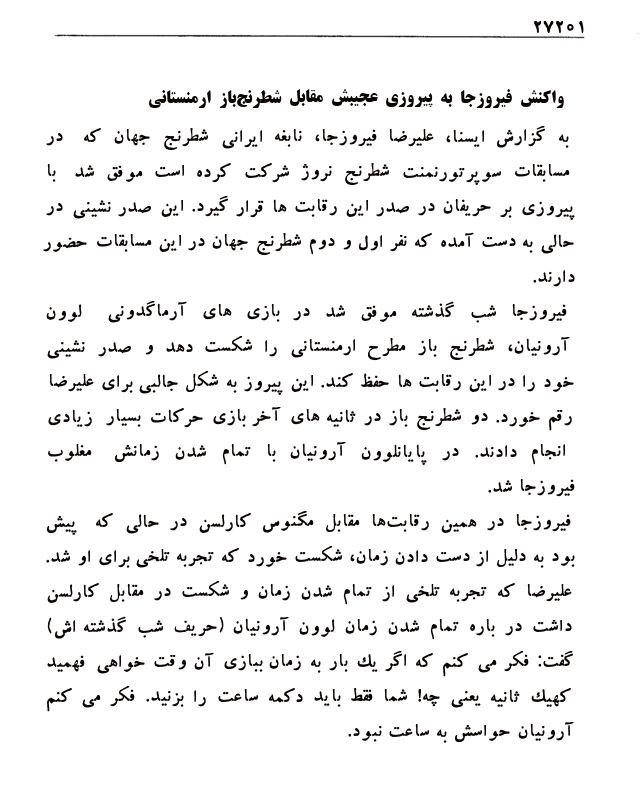 ۲۷۲۰۱
واکنش فیروزجا به پیروزی عجیبش مقابل شطرنج‌باز ارمنستانی
به گزارش ایسنا، علیرضا فیروزجا، نابغه ایرانی شطرنج جهان که در
مسابقات سوپرتورنمنت شطرنج نروژ شرکت کرده است موفق شد با
پیروزی بر حریفان در صدر این رقابت ها قرار گیرد. این صدر نشینی در
حالی به دست آمده که نفر اول و دوم شطرنج جهان در این مسابقات حضور
دارند.
فیروزجا شب گذشته موفق شد در بازی های آرماگدونی لوون
آرونیان، شطرنج باز مطرح ارمنستانی را شکست دهد و صدر نشینی
خود را در این رقابت ها حفظ کند. این پیروز به شکل جالبی برای علیرضا
رقم خورد. دو شطرنج باز در ثانیه های آخر بازی حرکات بسیار زیادی
انجام دادند. در پایانلوون آرونیان با تمام شدن زمانش مغلوب
فیروزجا شد.
فیروزجا در همین رقابت‌ها مقابل مگنوس کارلسن در حالی که پیش
بود به دلیل از دست دادن زمان، شکست خورد که تجربه تلخی برای او شد.
علیرضا که تجربه تلخی از تمام شدن زمان و شکست در مقابل کارلسن
داشت در باره تمام شدن زمان لوون آرونیان (حریف شب گذشته اش)
گفت: فکر می کنم که اگر یك بار به زمان ببازی آن وقت خواهی فهمید
کهیك ثانیه یعنی چه! شما فقط باید دکمه ساعت را بزنید. فکر می کنم
آرونیان حواسش به ساعت نبود.